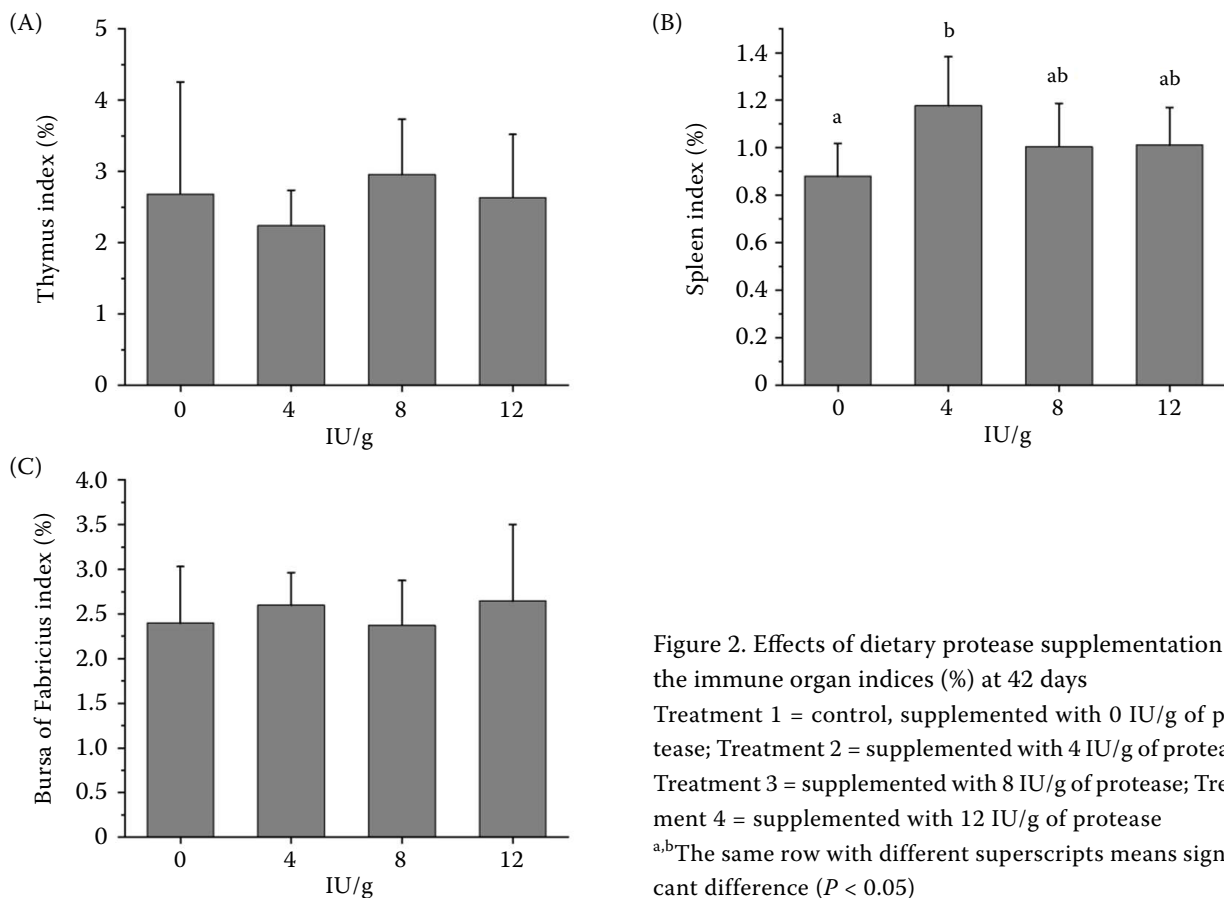 (A)
5
4
3
2
1
0
Thymus index (%)
0 4 8 12
IU/g
(B)
1.4
1.2
1.0
0.8
0.6
0.4
0.2
0
Spleen index (%)
a b ab ab
0 4 8 12
IU/g
(C)
4.0
3.5
3.0
2.5
2.0
1.5
1.0
0.5
0
Bursa of Fabricius index (%)
0 4 8 12
IU/g
Figure 2. Effects of dietary protease supplementation
the immune organ indices (%) at 42 days
Treatment 1 = control, supplemented with 0 IU/g of p
tease; Treatment 2 = supplemented with 4 IU/g of protea
Treatment 3 = supplemented with 8 IU/g of protease; Tre
ment 4 = supplemented with 12 IU/g of protease
a,bThe same row with different superscripts means sign
cant difference (P < 0.05)